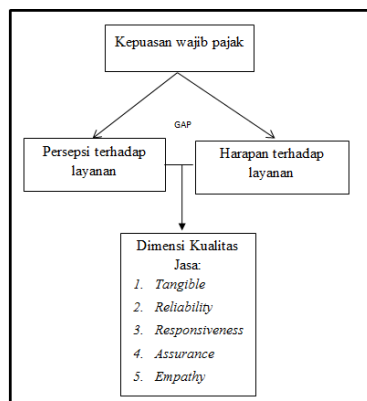 Kepuasan wajib pajak
GAP
Persepsi terhadap
layanan
Harapan terhadap
layanan
Dimensi Kualitas
Jasa:
1. Tangible
2. Reliability
3. Responsiveness
4. Assurance
5. Empathy